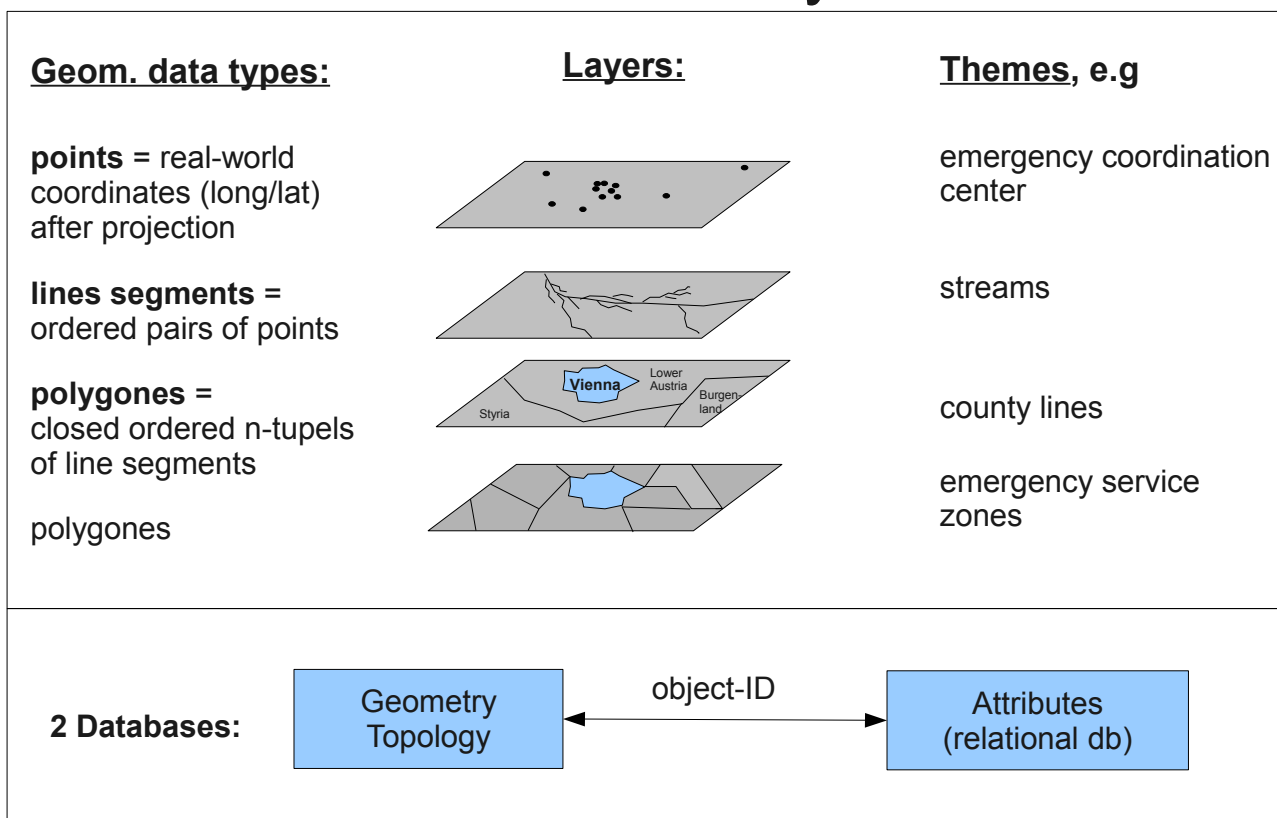 Geom. data types:
Layers:
Themes, e.g
points = real-world
coordinates (long/lat)
after projection
emergency coordination
center
lines segments =
ordered pairs of points
streams
polygones =
closed ordered n-tupels
of line segments
Vienna
Lower
Austria
Burgen-
land
Styria
county lines
polygones
emergency service
zones
2 Databases:
Geometry
Topology
object-ID
Attributes
(relational db)